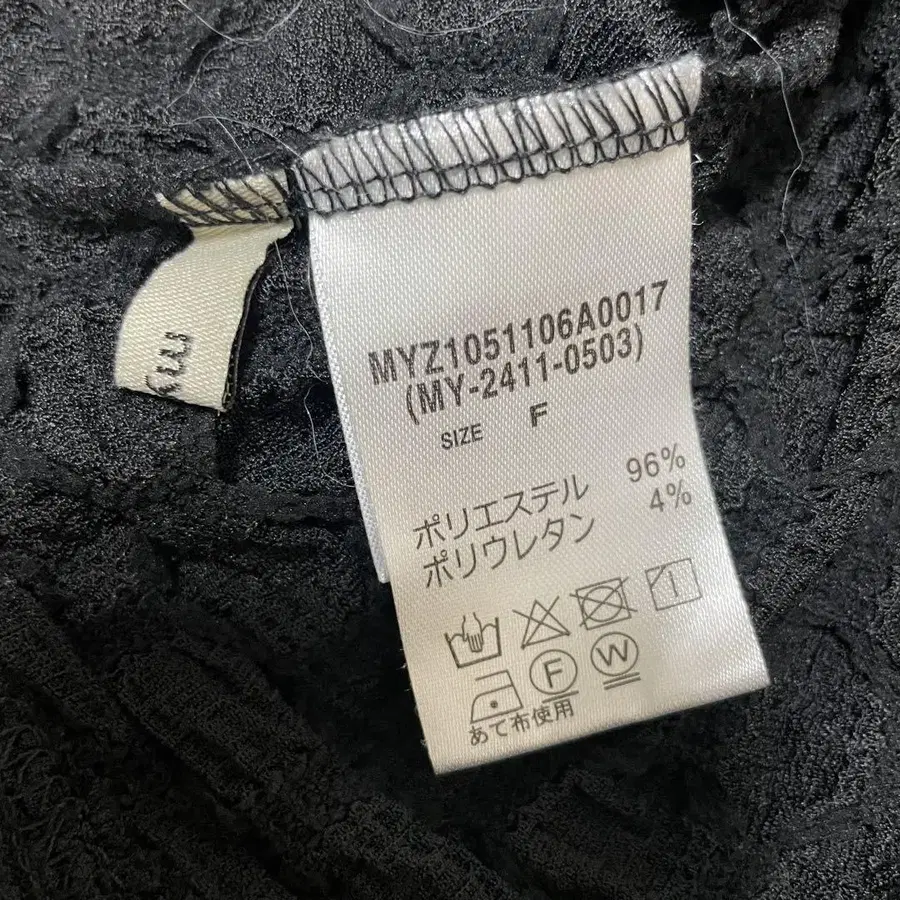 MYZ1051106A0017
(MY-2411-0503)
SIZE F
ポリエステル 96%
ポリウレタン 4%
F W
あて布使用